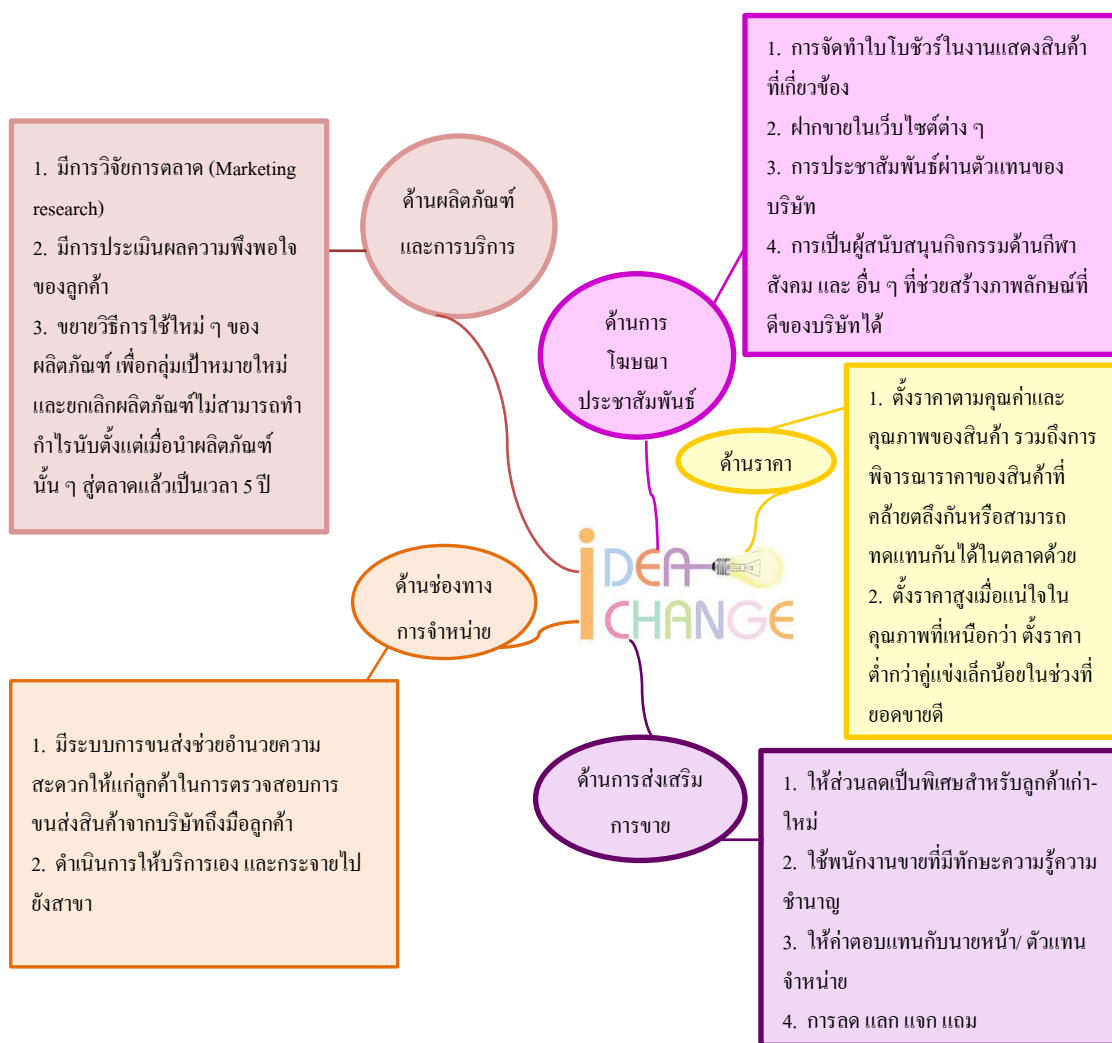 1. มีการวิจัยการตลาด (Marketing
research)
2. มีการประเมินผลความพึงพอใจ
ของลูกค้า
3. ขยายวิธีการใช้ใหม่ ๆ ของ
ผลิตภัณฑ์ เพื่อกลุ่มเป้าหมายใหม่
และยกเลิกผลิตภัณฑ์ไม่สามารถทำ
กำไรนับตั้งแต่เมื่อนำผลิตภัณฑ์
นั้น ๆ สู่ตลาดแล้วเป็นเวลา 5 ปี
ด้านผลิตภัณฑ์
และการบริการ
1. การจัดทำใบโบชัวร์ในงานแสดงสินค้า
ที่เกี่ยวข้อง
2. ฝากขายในเว็บไซต์ต่าง ๆ
3. การประชาสัมพันธ์ผ่านตัวแทนของ
บริษัท
4. การเป็นผู้สนับสนุนกิจกรรมด้านกีฬา
สังคม และ อื่น ๆ ที่ช่วยสร้างภาพลักษณ์ที่
ดีของบริษัทได้
ด้านการ
โฆษณา
ประชาสัมพันธ์
ด้านราคา
1. ตั้งราคาตามคุณค่าและ
คุณภาพของสินค้า รวมถึงการ
พิจารณาราคาของสินค้าที่
คล้ายตลึงกันหรือสามารถ
ทดแทนกันได้ในตลาดด้วย
2. ตั้งราคาสูงเมื่อแน่ใจใน
คุณภาพที่เหนือกว่า ตั้งราคา
ต่ำกว่าคู่แข่งเล็กน้อยในช่วงที่
ยอดขายดี
iDEA
CHANGE
ด้านช่องทาง
การจำหน่าย
1. มีระบบการขนส่งช่วยอำนวยความ
สะดวกให้แก่ลูกค้าในการตรวจสอบการ
ขนส่งสินค้าจากบริษัทถึงมือลูกค้า
2. ดำเนินการให้บริการเอง และกระจายไป
ยังสาขา
ด้านการส่งเสริม
การขาย
1. ให้ส่วนลดเป็นพิเศษสำหรับลูกค้าเก่า-
ใหม่
2. ใช้พนักงานขายที่มีทักษะความรู้ความ
ชำนาญ
3. ให้ค่าตอบแทนกับนายหน้า/ ตัวแทน
จำหน่าย
4. การลด แลก แจก แถม